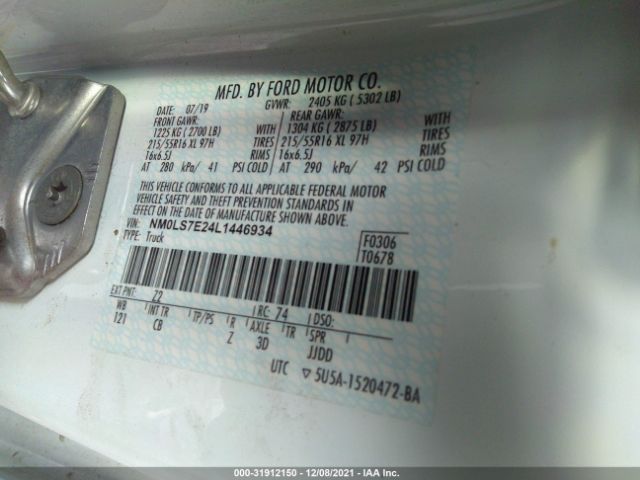 MFD. BY FORD MOTOR CO.
DATE: 07/19 GVWR: 2405 KG ( 5302 LB)
FRONT GAWR: REAR GAWR:
1225 KG ( 2700 LB) WITH 1304 KG ( 2875 LB) WITH
215/55R16 XL 97H TIRES 215/55R16 XL 97H TIRES
16x6.5J RIMS 16x6.5J RIMS
AT 280 kPa/ 41 PSI COLD AT 290 kPa/ 42 PSI COLD
THIS VEHICLE CONFORMS TO ALL APPLICABLE FEDERAL MOTOR
VEHICLE SAFETY AND THEFT PREVENTION STANDARDS IN
EFFECT ON THE DATE OF MANUFACTURE SHOWN ABOVE.
VIN: NM0LS7E24L1446934 F0306
TYPE: Truck T0678
EXT PNT: Z2 RC: 74 DSO:
WB INT TR TP/PS R AXLE TR SPR
121 CB Z 3D JJDD
UTC ▽ 5U5A-1520472-BA
000-31912150 - 12/08/2021 - IAA Inc.